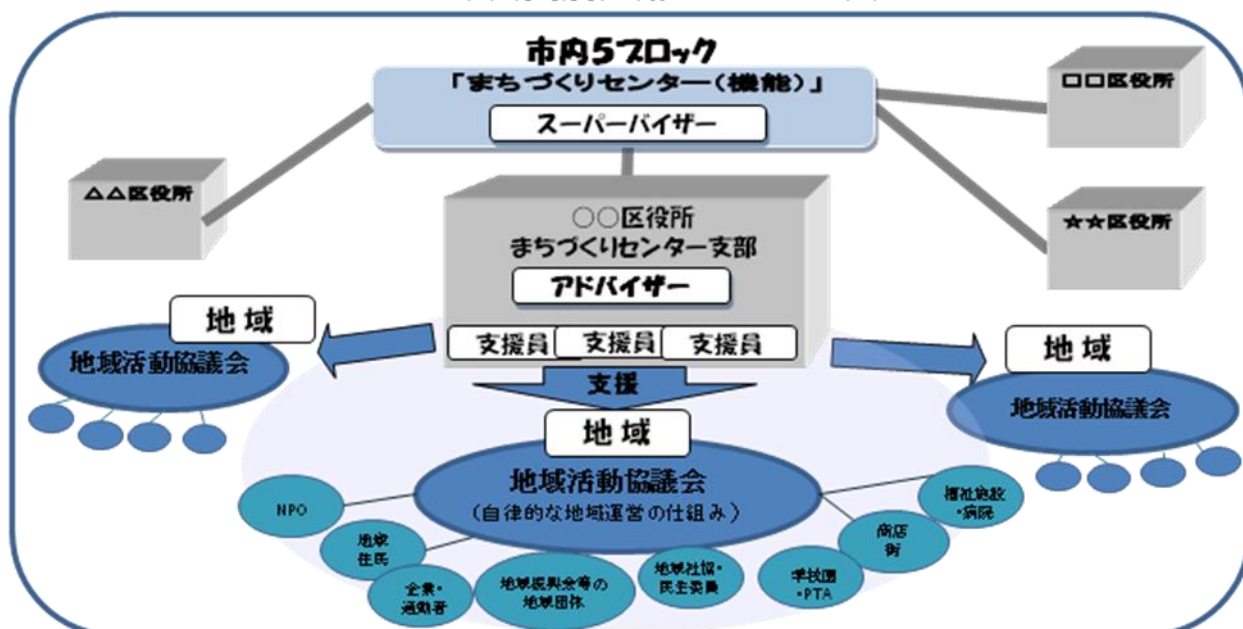 市内5ブロック
「まちづくりセンター(機能)」
スーパーバイザー
□□区役所
△△区役所
☆☆区役所
○○区役所
まちづくりセンター支部
アドバイザー
支援員
支援員
支援員
支援
地域
地域活動協議会
地域
地域活動協議会
地域
地域活動協議会
(自律的な地域運営の仕組み)
NPO
地域
住民
企業・
通勤者
地域振興会等の
地域団体
地域社協・
民生委員
学校園
・PTA
商店
街
福祉施設
・病院